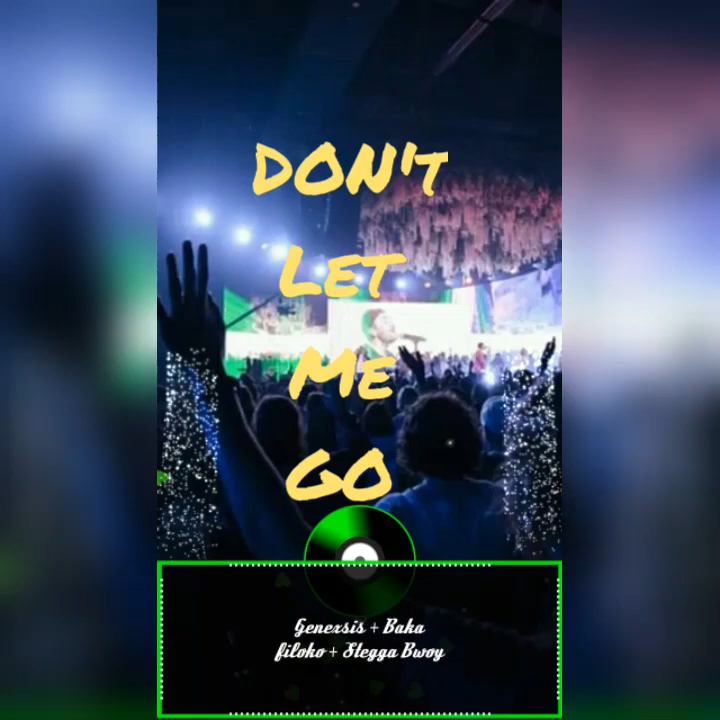 DON'T
LET
ME
GO
Genexsis + Baka
filoko + Stegga Bwoy